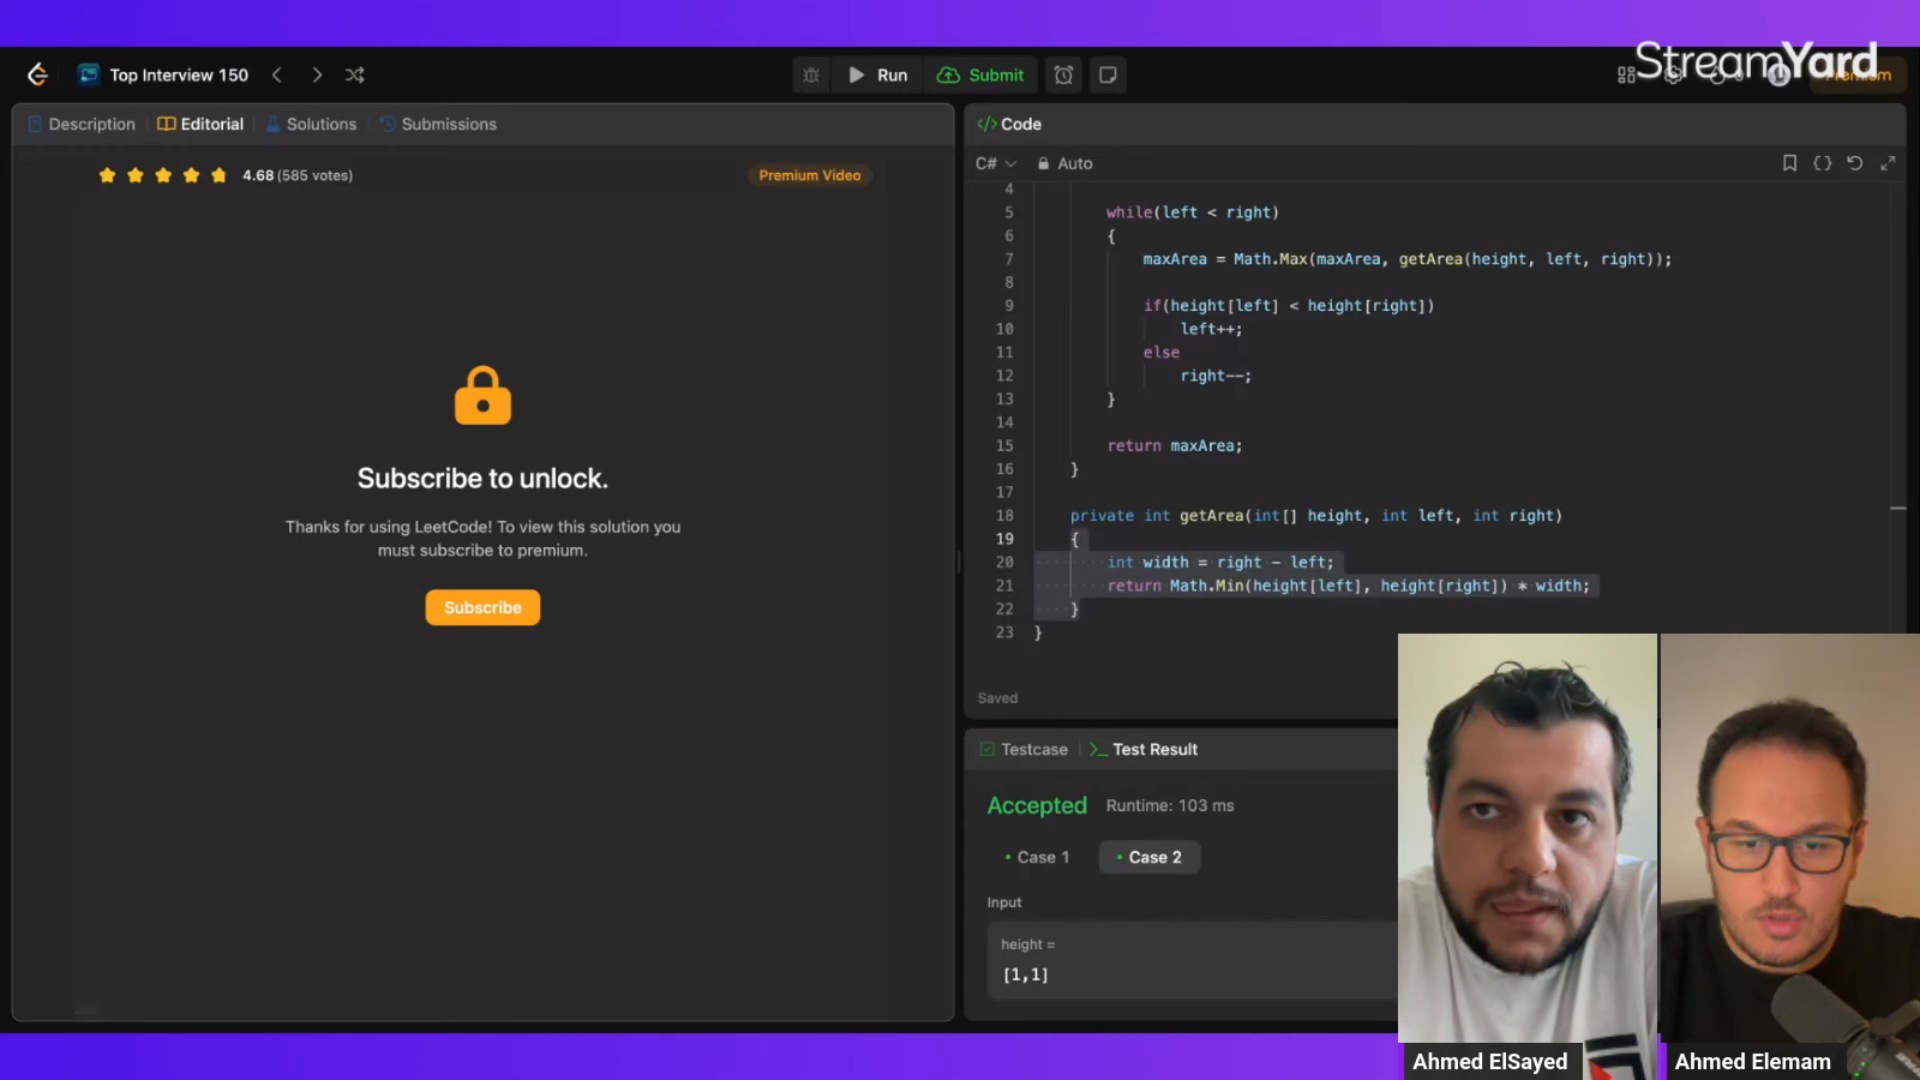 StreamYard
Top Interview 150
Run
Submit
Description
Editorial
Solutions
Submissions
4.68 (585 votes)
Premium Video
Subscribe to unlock.
Thanks for using LeetCode! To view this solution you
must subscribe to premium.
Subscribe
</> Code
C#
Auto
4
5 while(left < right)
6 {
7 maxArea = Math.Max(maxArea, getArea(height, left, right));
8
9 if(height[left] < height[right])
10 left++;
11 else
12 right--;
13 }
14
15 return maxArea;
16 }
17
18 private int getArea(int[] height, int left, int right)
19 {
20 int width = right - left;
21 return Math.Min(height[left], height[right]) * width;
22 }
23 }
Saved
Testcase
Test Result
Accepted Runtime: 103 ms
Case 1
Case 2
Input
height =
[1,1]
Ahmed ElSayed
Ahmed Elemam